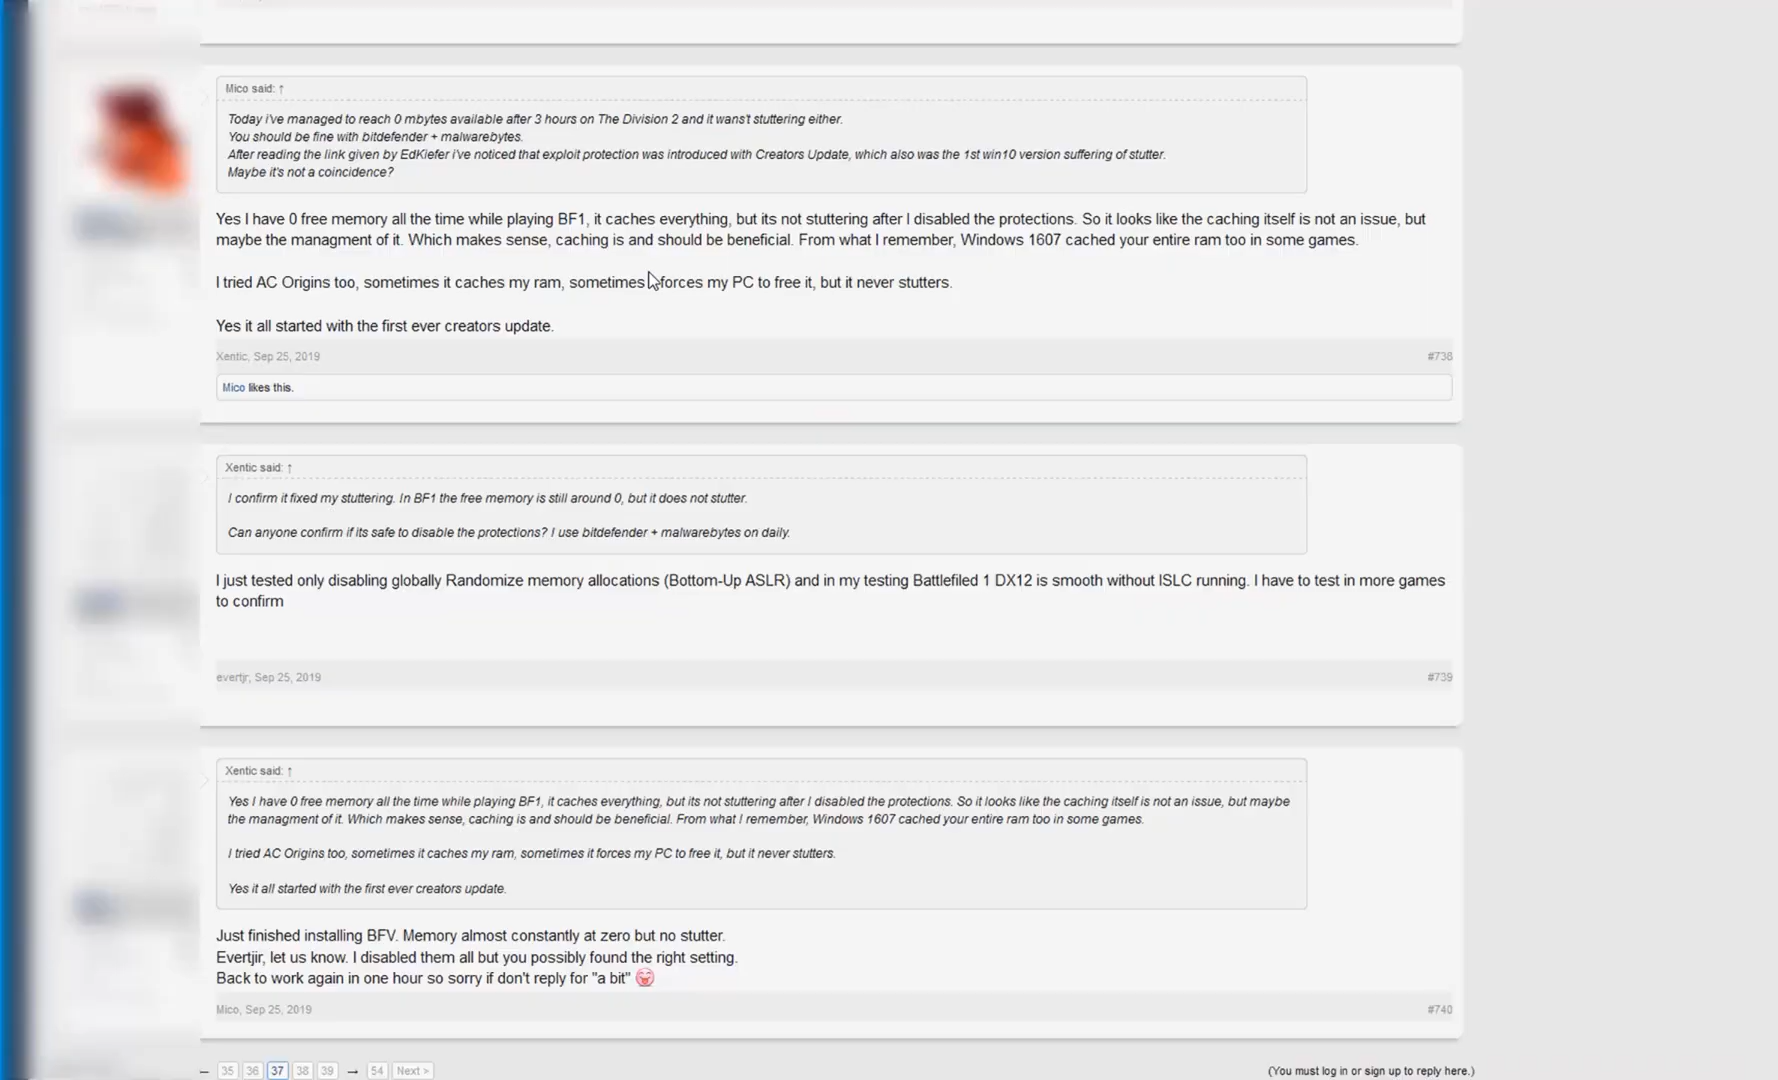 Mico said: ↑
Today i've managed to reach 0 mbytes available after 3 hours on The Division 2 and it wans't stuttering either.
You should be fine with bitdefender + malwarebytes.
After reading the link given by EdKiefer i've noticed that exploit protection was introduced with Creators Update, which also was the 1st win10 version suffering of stutter.
Maybe it's not a coincidence?
Yes I have 0 free memory all the time while playing BF1, it caches everything, but its not stuttering after I disabled the protections. So it looks like the caching itself is not an issue, but
maybe the managment of it. Which makes sense, caching is and should be beneficial. From what I remember, Windows 1607 cached your entire ram too in some games.
I tried AC Origins too, sometimes it caches my ram, sometimes forces my PC to free it, but it never stutters.
Yes it all started with the first ever creators update.
Xentic, Sep 25, 2019
#738
Mico likes this.
Xentic said: ↑
I confirm it fixed my stuttering. In BF1 the free memory is still around 0, but it does not stutter.
Can anyone confirm if its safe to disable the protections? I use bitdefender + malwarebytes on daily.
I just tested only disabling globally Randomize memory allocations (Bottom-Up ASLR) and in my testing Battlefiled 1 DX12 is smooth without ISLC running. I have to test in more games
to confirm
evertjr, Sep 25, 2019
#739
Xentic said: ↑
Yes I have 0 free memory all the time while playing BF1, it caches everything, but its not stuttering after I disabled the protections. So it looks like the caching itself is not an issue, but maybe
the managment of it. Which makes sense, caching is and should be beneficial. From what I remember, Windows 1607 cached your entire ram too in some games.
I tried AC Origins too, sometimes it caches my ram, sometimes it forces my PC to free it, but it never stutters.
Yes it all started with the first ever creators update.
Just finished installing BFV. Memory almost constantly at zero but no stutter.
Evertjir, let us know. I disabled them all but you possibly found the right setting.
Back to work again in one hour so sorry if don't reply for "a bit"
Mico, Sep 25, 2019
#740
← 35 36 37 38 39 → 54 Next >
(You must log in or sign up to reply here.)